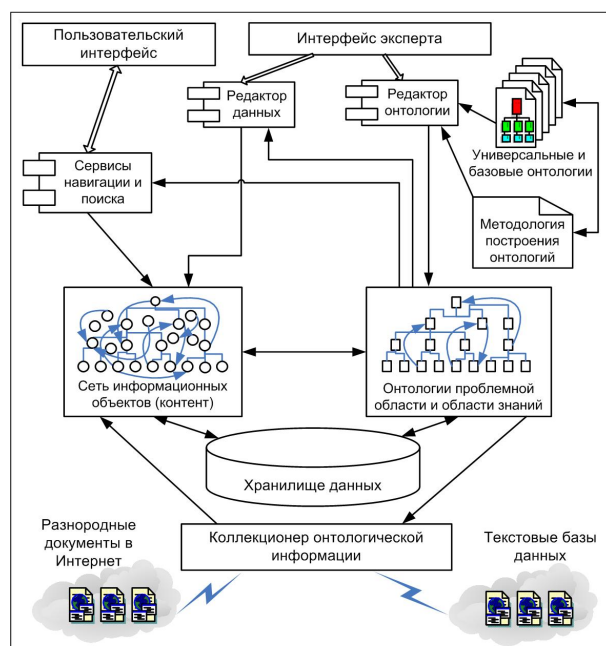 Пользовательский
интерфейс
Интерфейс эксперта
Редактор
данных
Редактор
онтологии
Универсальные и
базовые онтологии
Сервисы
навигации и
поиска
Методология
построения
онтологий
Сеть информационных
объектов (контент)
Онтологии проблемной
области и области знаний
Хранилище данных
Коллекционер онтологической
информации
Разнородные
документы в
Интернет
Текстовые базы
данных